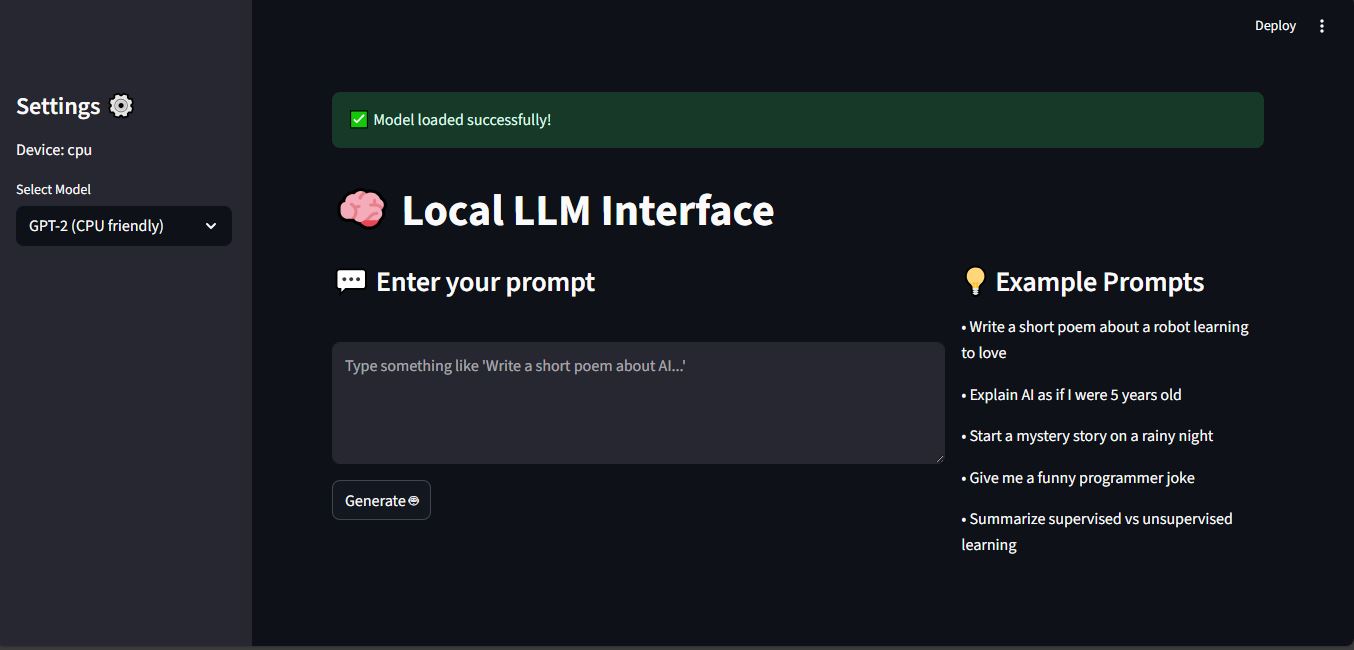 Deploy
Settings ⚙
Device: cpu
Select Model
GPT-2 (CPU friendly)
✅ Model loaded successfully!
🧠 Local LLM Interface
💬 Enter your prompt
Type something like 'Write a short poem about AI...'
Generate🤓
💡 Example Prompts
• Write a short poem about a robot learning
to love
• Explain AI as if I were 5 years old
• Start a mystery story on a rainy night
• Give me a funny programmer joke
• Summarize supervised vs unsupervised
learning